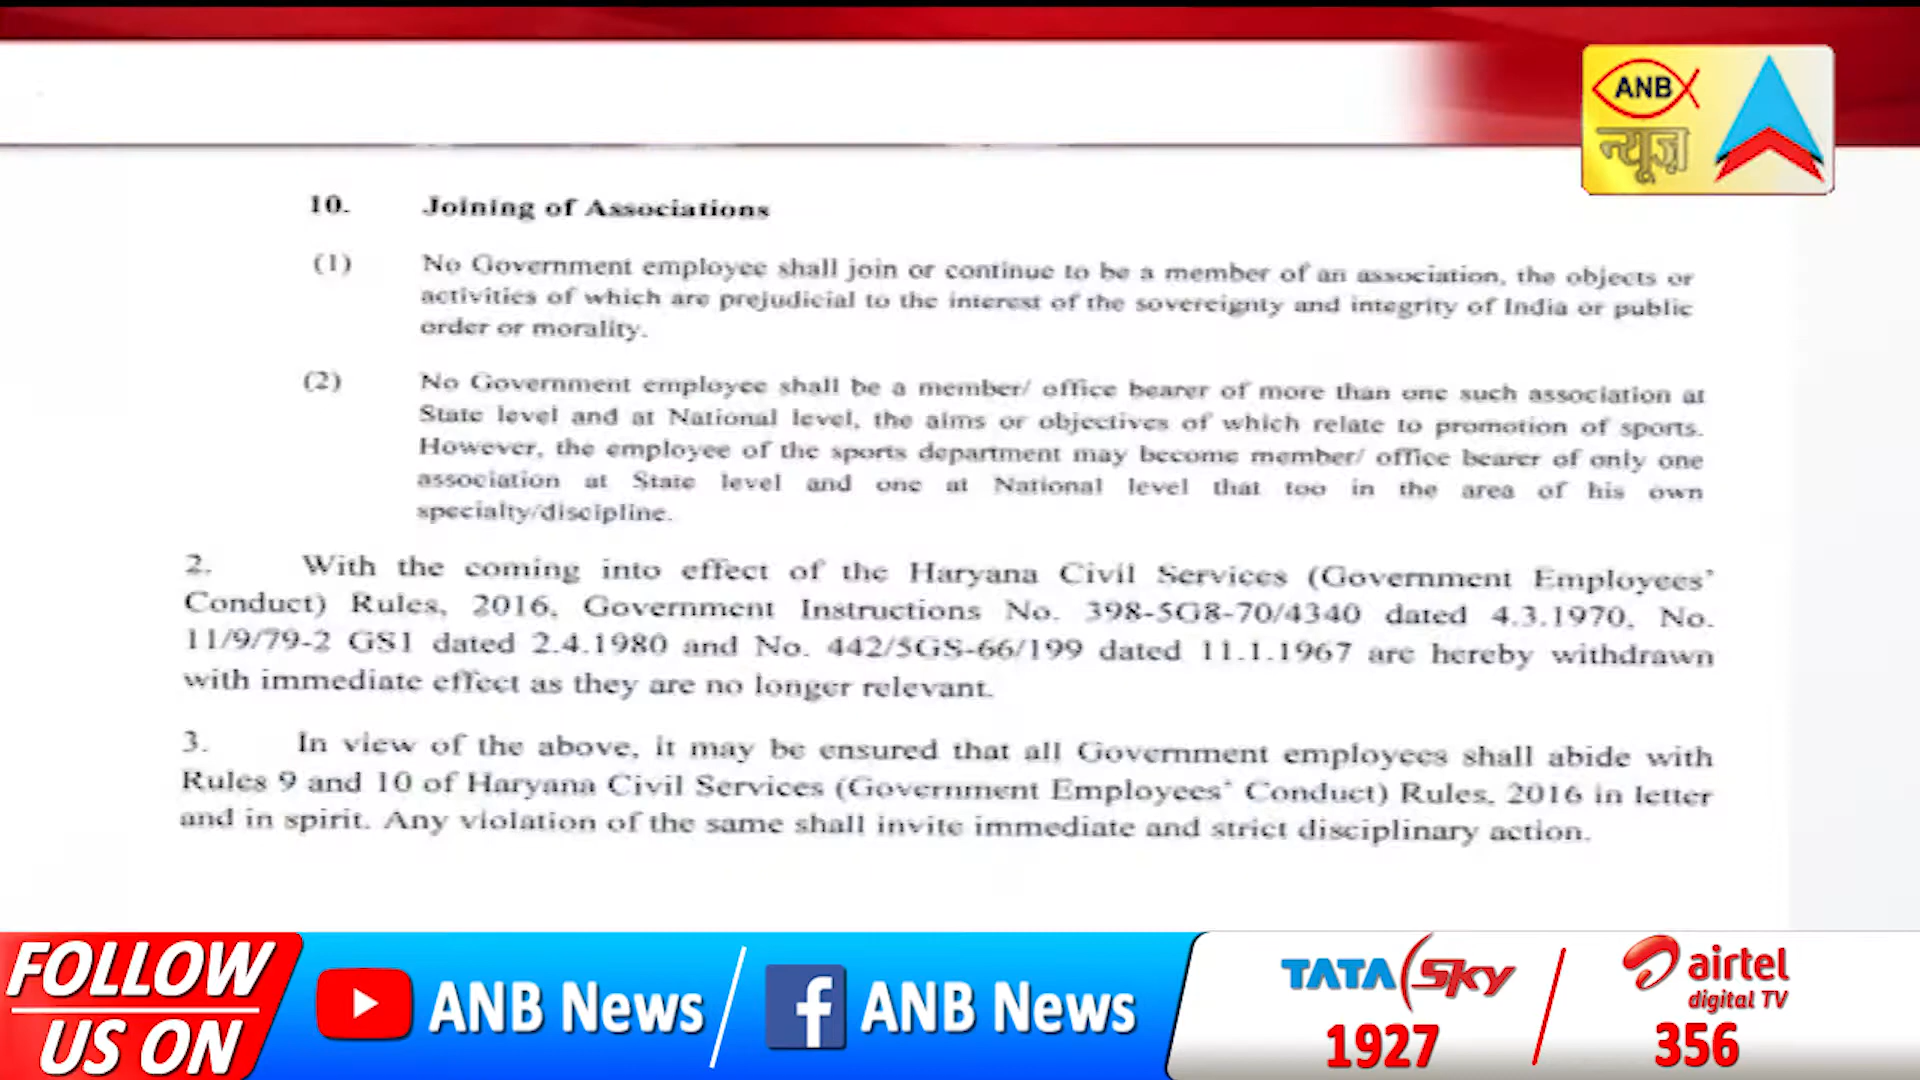 ANB
न्यूज़
10. Joining of Associations
(1) No Government employee shall join or continue to be a member of an association, the objects or
activities of which are prejudicial to the interest of the sovereignty and integrity of India or public
order or morality.
(2) No Government employee shall be a member/ office bearer of more than one such association at
State level and at National level, the aims or objectives of which relate to promotion of sports.
However, the employee of the sports department may become member/ office bearer of only one
association at State level and one at National level that too in the area of his own
specialty/discipline.
2. With the coming into effect of the Haryana Civil Services (Government Employees'
Conduct) Rules, 2016, Government Instructions No. 398-5G8-70/4340 dated 4.3.1970, No.
11/9/79-2 GS1 dated 2.4.1980 and No. 442/5GS-66/199 dated 11.1.1967 are hereby withdrawn
with immediate effect as they are no longer relevant.
3. In view of the above, it may be ensured that all Government employees shall abide with
Rules 9 and 10 of Haryana Civil Services (Government Employees' Conduct) Rules, 2016 in letter
and in spirit. Any violation of the same shall invite immediate and strict disciplinary action.
FOLLOW
US ON
ANB News
f ANB News
TATA Sky
1927
airtel
digital TV
356